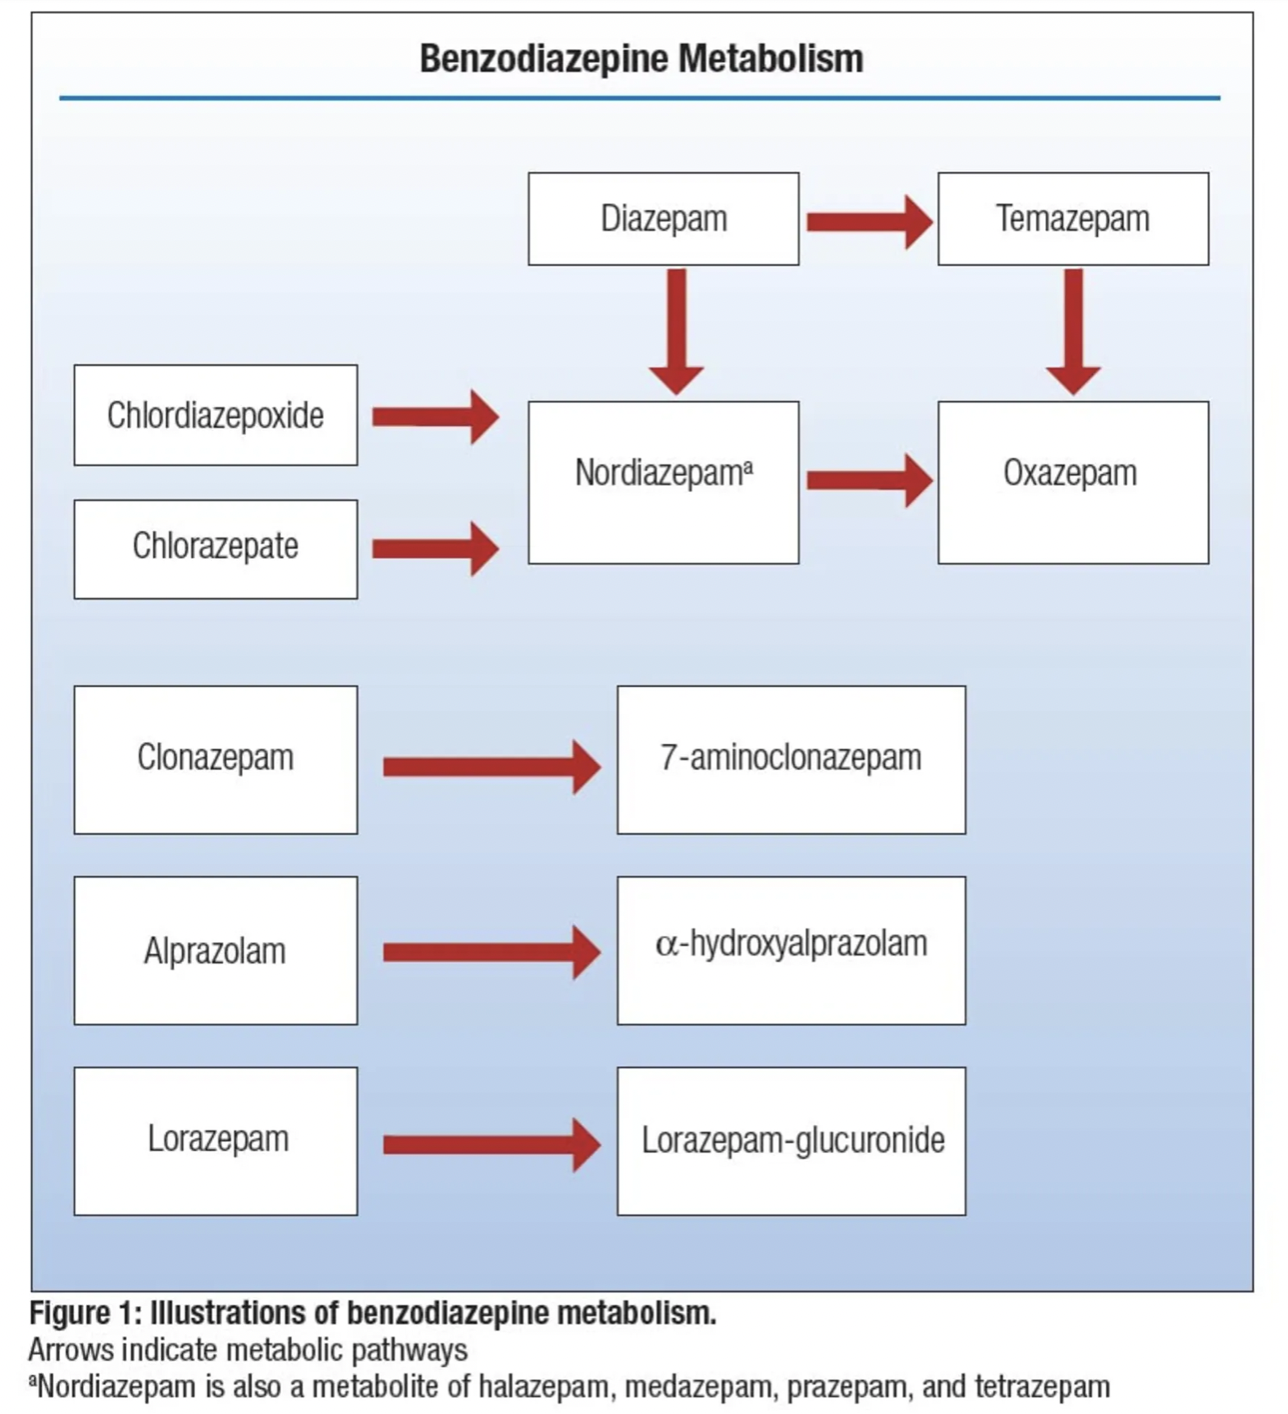 Benzodiazepine Metabolism
Diazepam
Temazepam
Chlordiazepoxide
Nordiazepamᵃ
Oxazepam
Chlorazepate
Clonazepam
7-aminoclonazepam
Alprazolam
α-hydroxyalprazolam
Lorazepam
Lorazepam-glucuronide
Figure 1: Illustrations of benzodiazepine metabolism.
Arrows indicate metabolic pathways
ᵃNordiazepam is also a metabolite of halazepam, medazepam, prazepam, and tetrazepam